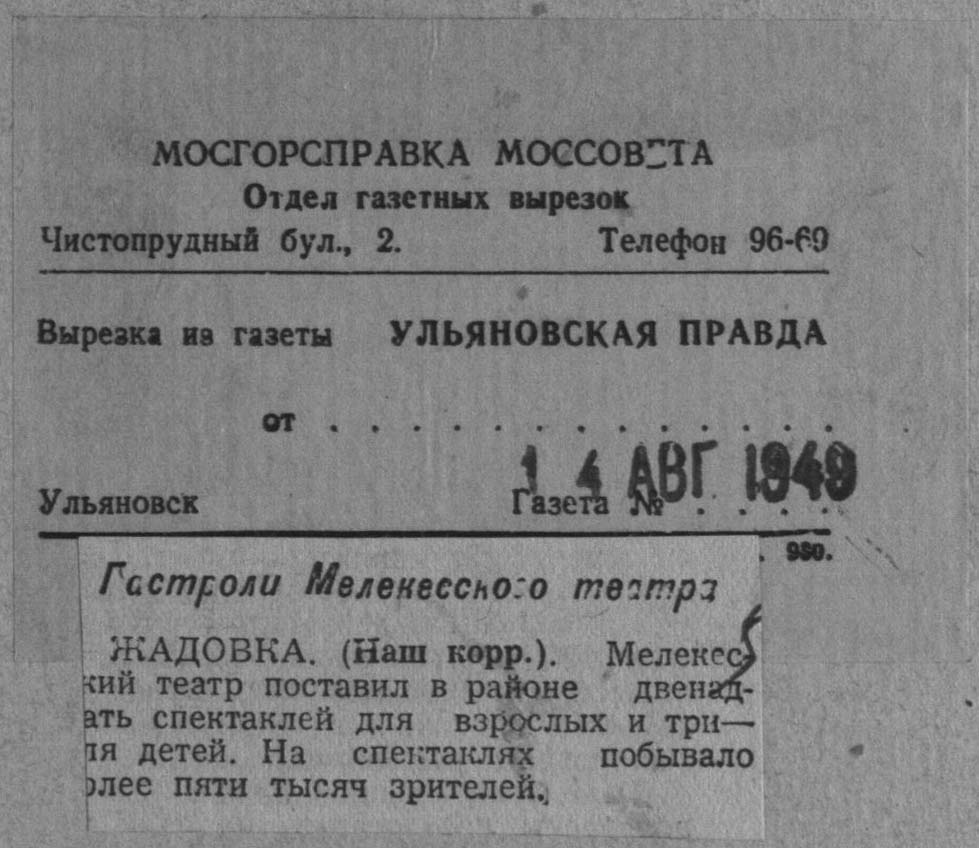 МОСГОРСПРАВКА МОССОВЕТА
Отдел газетных вырезок
Чистопрудный бул., 2. Телефон 96-69
Вырезка из газеты УЛЬЯНОВСКАЯ ПРАВДА
от . . . . . . . . . . . . .
14 АВГ 1949
Ульяновск Газета № . . . .
Гастроли Мелекесского театра
ЖАДОВКА. (Наш корр.). Мелекес-
кий театр поставил в районе двенад-
ать спектаклей для взрослых и три—
ля детей. На спектаклях побывало
олее пяти тысяч зрителей.